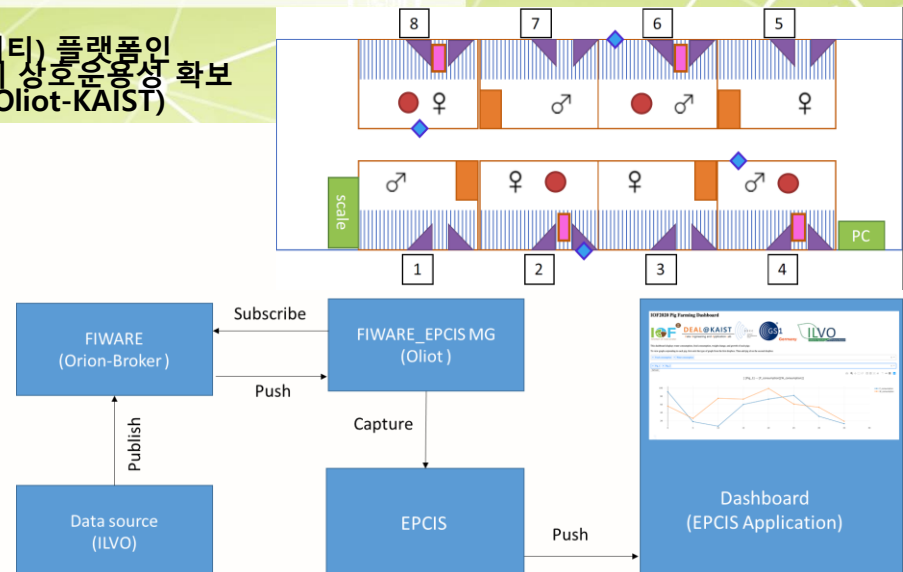 티) 플랫폼인
상호운용성 확보
Oliot-KAIST)
8
7
6
5
♀
♂
♂
♀
♂
♀
♀
♂
scale
PC
1
2
3
4
FIWARE
(Orion-Broker )
Subscribe
Push
FIWARE_EPCIS MG
(Oliot )
Publish
Capture
Data source
(ILVO)
EPCIS
Push
IOF2020 Pig Farming Dashboard
DEAL@KAIST
GS1
Germany
ILVO
Dashboard
(EPCIS Application)